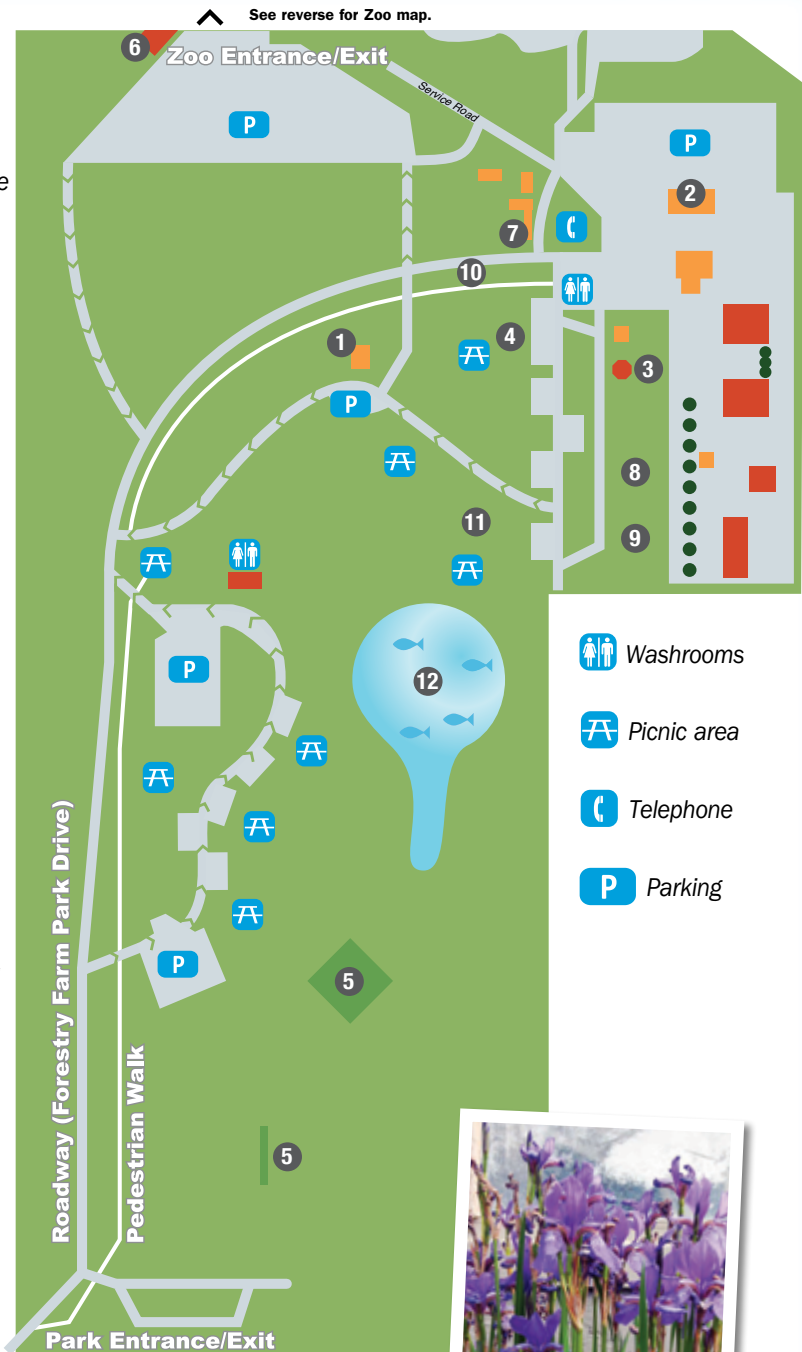 See reverse for Zoo map.
6
Zoo Entrance/Exit
Service Road
P
P
e
2
7
10
1
4
3
P
8
11
9
12
Washrooms
P
Picnic area
Telephone
P Parking
Roadway (Forestry Farm Park Drive)
Pedestrian Walk
P
5
5
Park Entrance/Exit